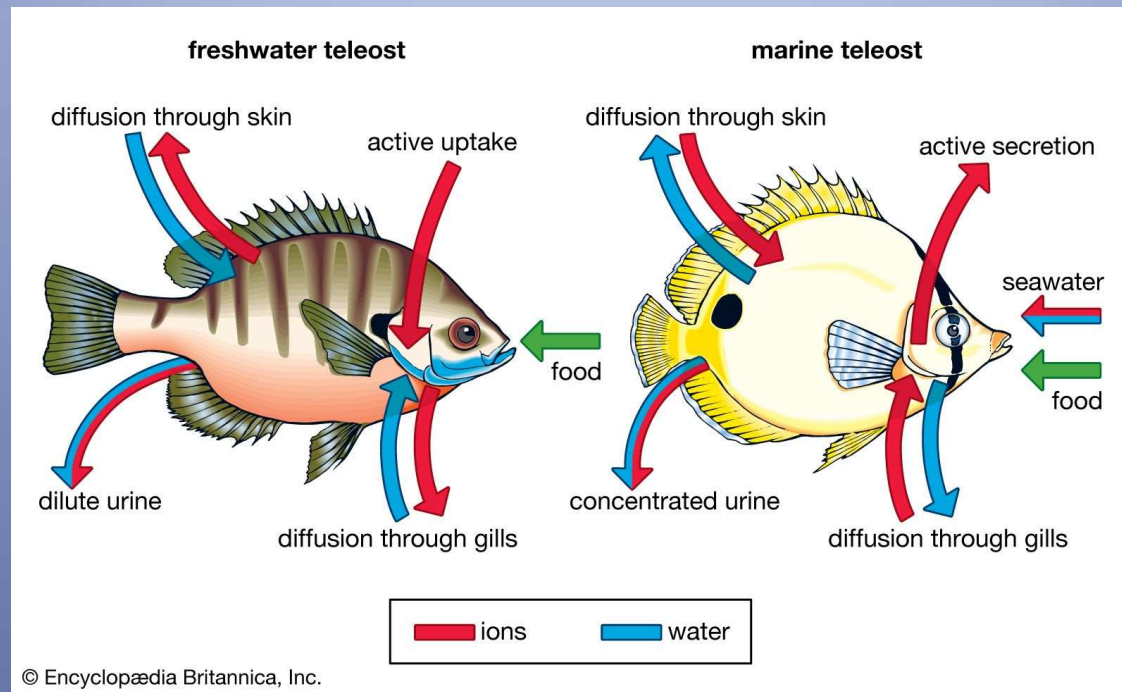 freshwater teleost
diffusion through skin
active uptake
food
dilute urine
diffusion through gills
marine teleost
diffusion through skin
active secretion
seawater
food
concentrated urine
diffusion through gills
ions
water
© Encyclopædia Britannica, Inc.